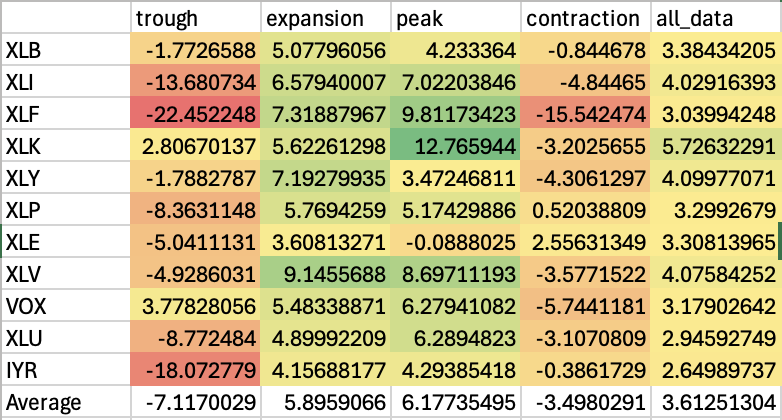 trough expansion peak contraction all_data
XLB -1.7726588 5.07796056 4.233364 -0.844678 3.38434205
XLI -13.680734 6.57940007 7.02203846 -4.84465 4.02916393
XLF -22.452248 7.31887967 9.81173423 -15.542474 3.03994248
XLK 2.80670137 5.62261298 12.765944 -3.2025655 5.72632291
XLY -1.7882787 7.19279935 3.47246811 -4.3061297 4.09977071
XLP -8.3631148 5.7694259 5.17429886 0.52038809 3.2992679
XLE -5.0411131 3.60813271 -0.0888025 2.55631349 3.30813965
XLV -4.9286031 9.1455688 8.69711193 -3.5771522 4.07584252
VOX 3.77828056 5.48338871 6.27941082 -5.7441181 3.17902642
XLU -8.772484 4.89992209 6.2894823 -3.1070809 2.94592749
IYR -18.072779 4.15688177 4.29385418 -0.3861729 2.64989737
Average -7.1170029 5.8959066 6.17735495 -3.4980291 3.61251304